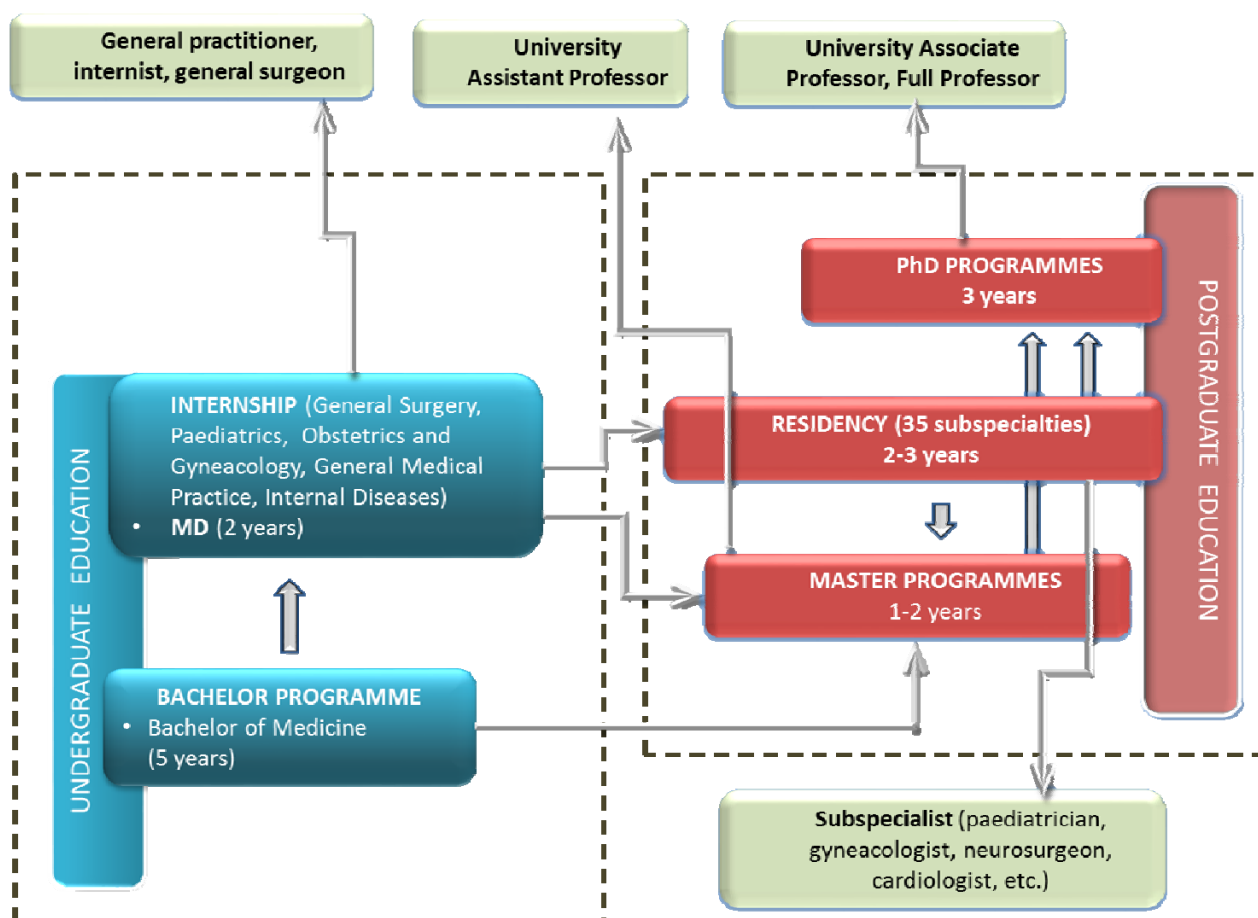 General practitioner,
internist, general surgeon
University
Assistant Professor
University Associate
Professor, Full Professor
UNDERGRADUATE EDUCATION
INTERNSHIP (General Surgery,
Paediatrics, Obstetrics and
Gyneacology, General Medical
Practice, Internal Diseases)
• MD (2 years)
BACHELOR PROGRAMME
• Bachelor of Medicine
(5 years)
PhD PROGRAMMES
3 years
RESIDENCY (35 subspecialties)
2-3 years
MASTER PROGRAMMES
1-2 years
POSTGRADUATE EDUCATION
Subspecialist (paediatrician,
gyneacologist, neurosurgeon,
cardiologist, etc.)